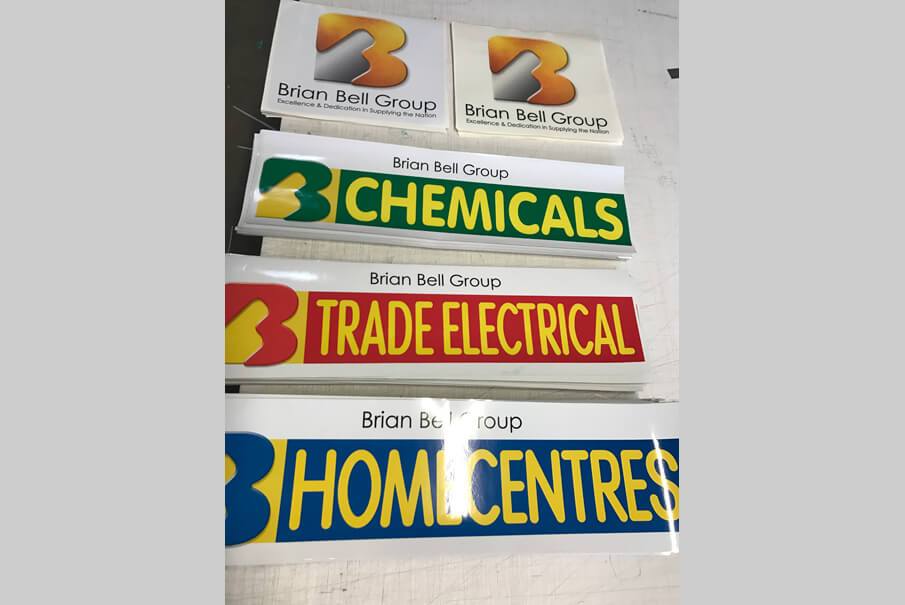 Brian Bell Group
Excellence & Dedication in Supplying the Nation
Brian Bell Group
Excellence & Dedication in Supplying the Nation
Brian Bell Group
CHEMICALS
Brian Bell Group
TRADE ELECTRICAL
Brian Bell Group
HOMECENTRES